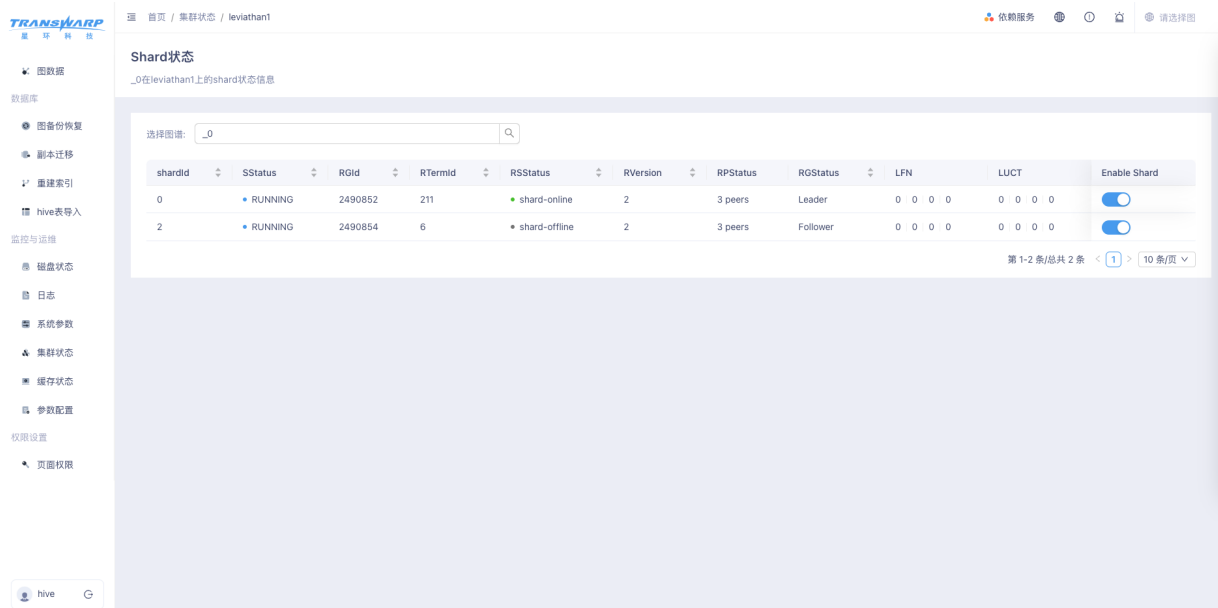 TRANSWARP
星 环 科 技
首页 / 集群状态 / leviathan1
依赖服务
请选择图
图数据
数据库
图备份恢复
副本迁移
重建索引
hive表导入
监控与运维
磁盘状态
日志
系统参数
集群状态
缓存状态
参数配置
权限设置
页面权限
hive
Shard状态
_0在leviathan1上的shard状态信息
选择图谱: _0
shardId SStatus RGId RTermId RSStatus RVersion RPStatus RGStatus LFN LUCT Enable Shard
0 RUNNING 2490852 211 shard-online 2 3 peers Leader 0 0 0 0 0 0 0 0
2 RUNNING 2490854 6 shard-offline 2 3 peers Follower 0 0 0 0 0 0 0 0
第 1-2 条/总共 2 条 < 1 > 10 条/页